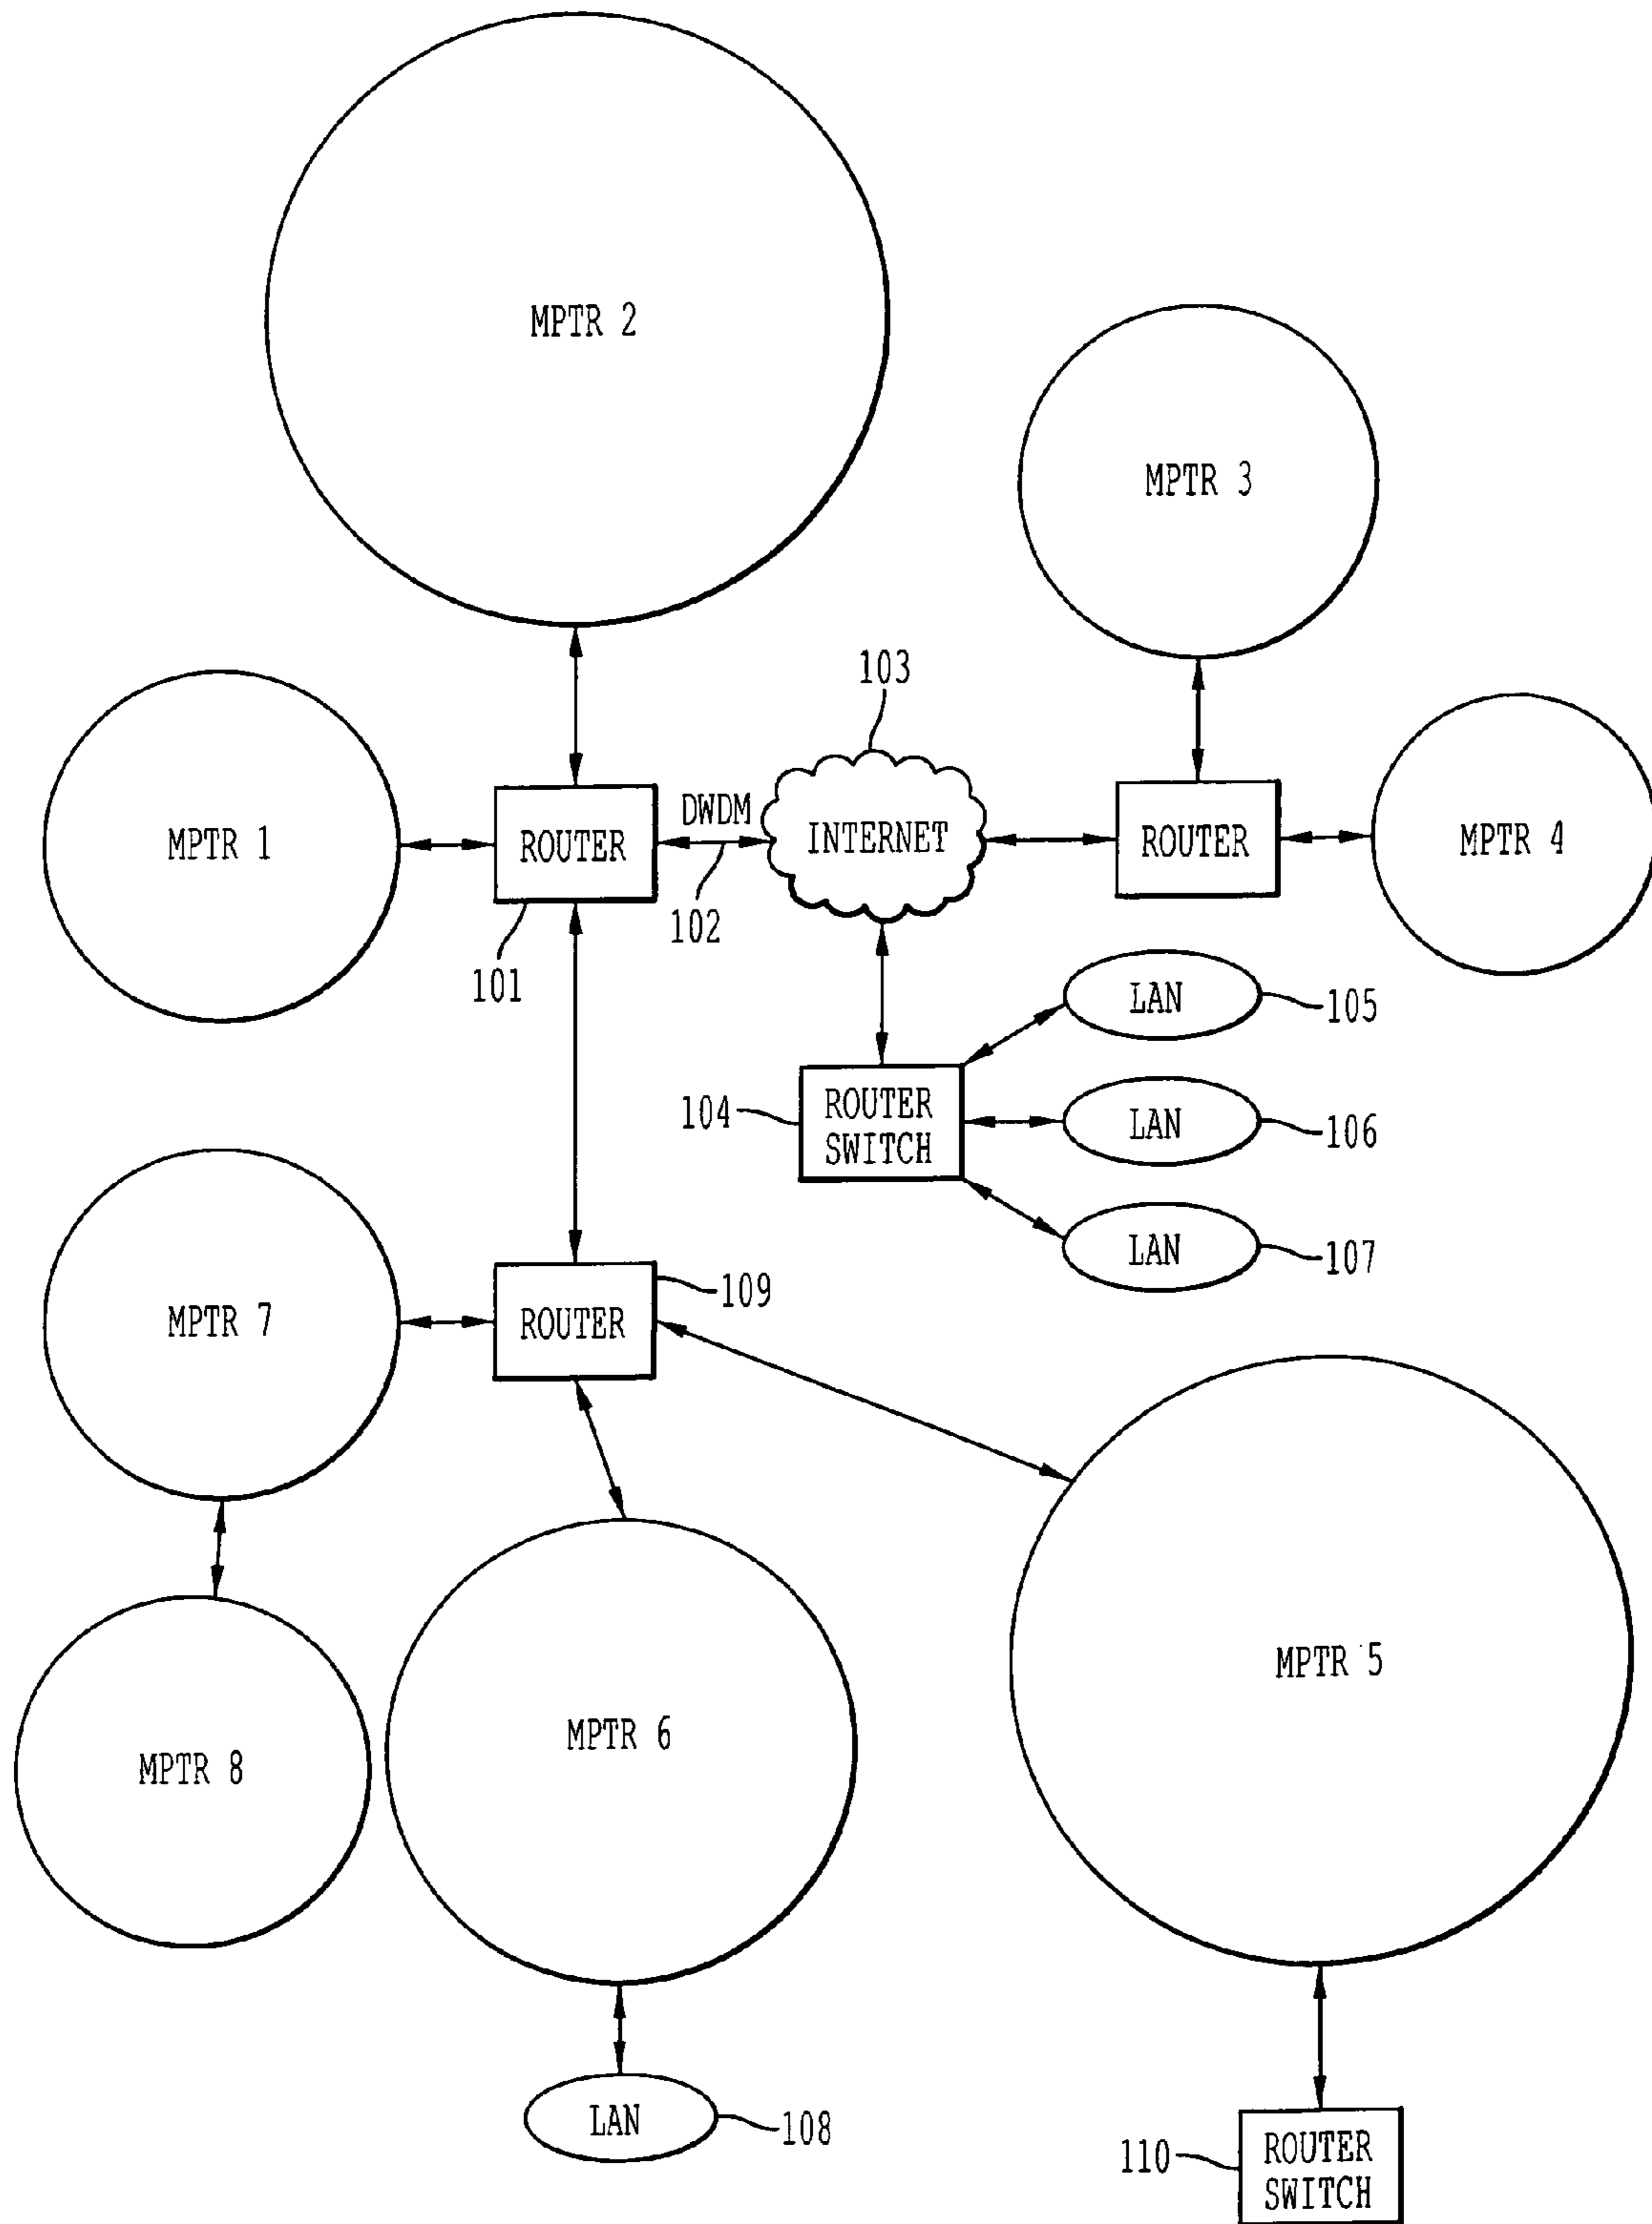 MPTR 2
MPTR 3
103
MPTR 1
ROUTER
DWDM
INTERNET
ROUTER
MPTR 4
102
101
LAN
105
104
ROUTER
SWITCH
LAN
106
LAN
107
MPTR 7
ROUTER
109
MPTR 5
MPTR 6
MPTR 8
LAN
108
110
ROUTER
SWITCH